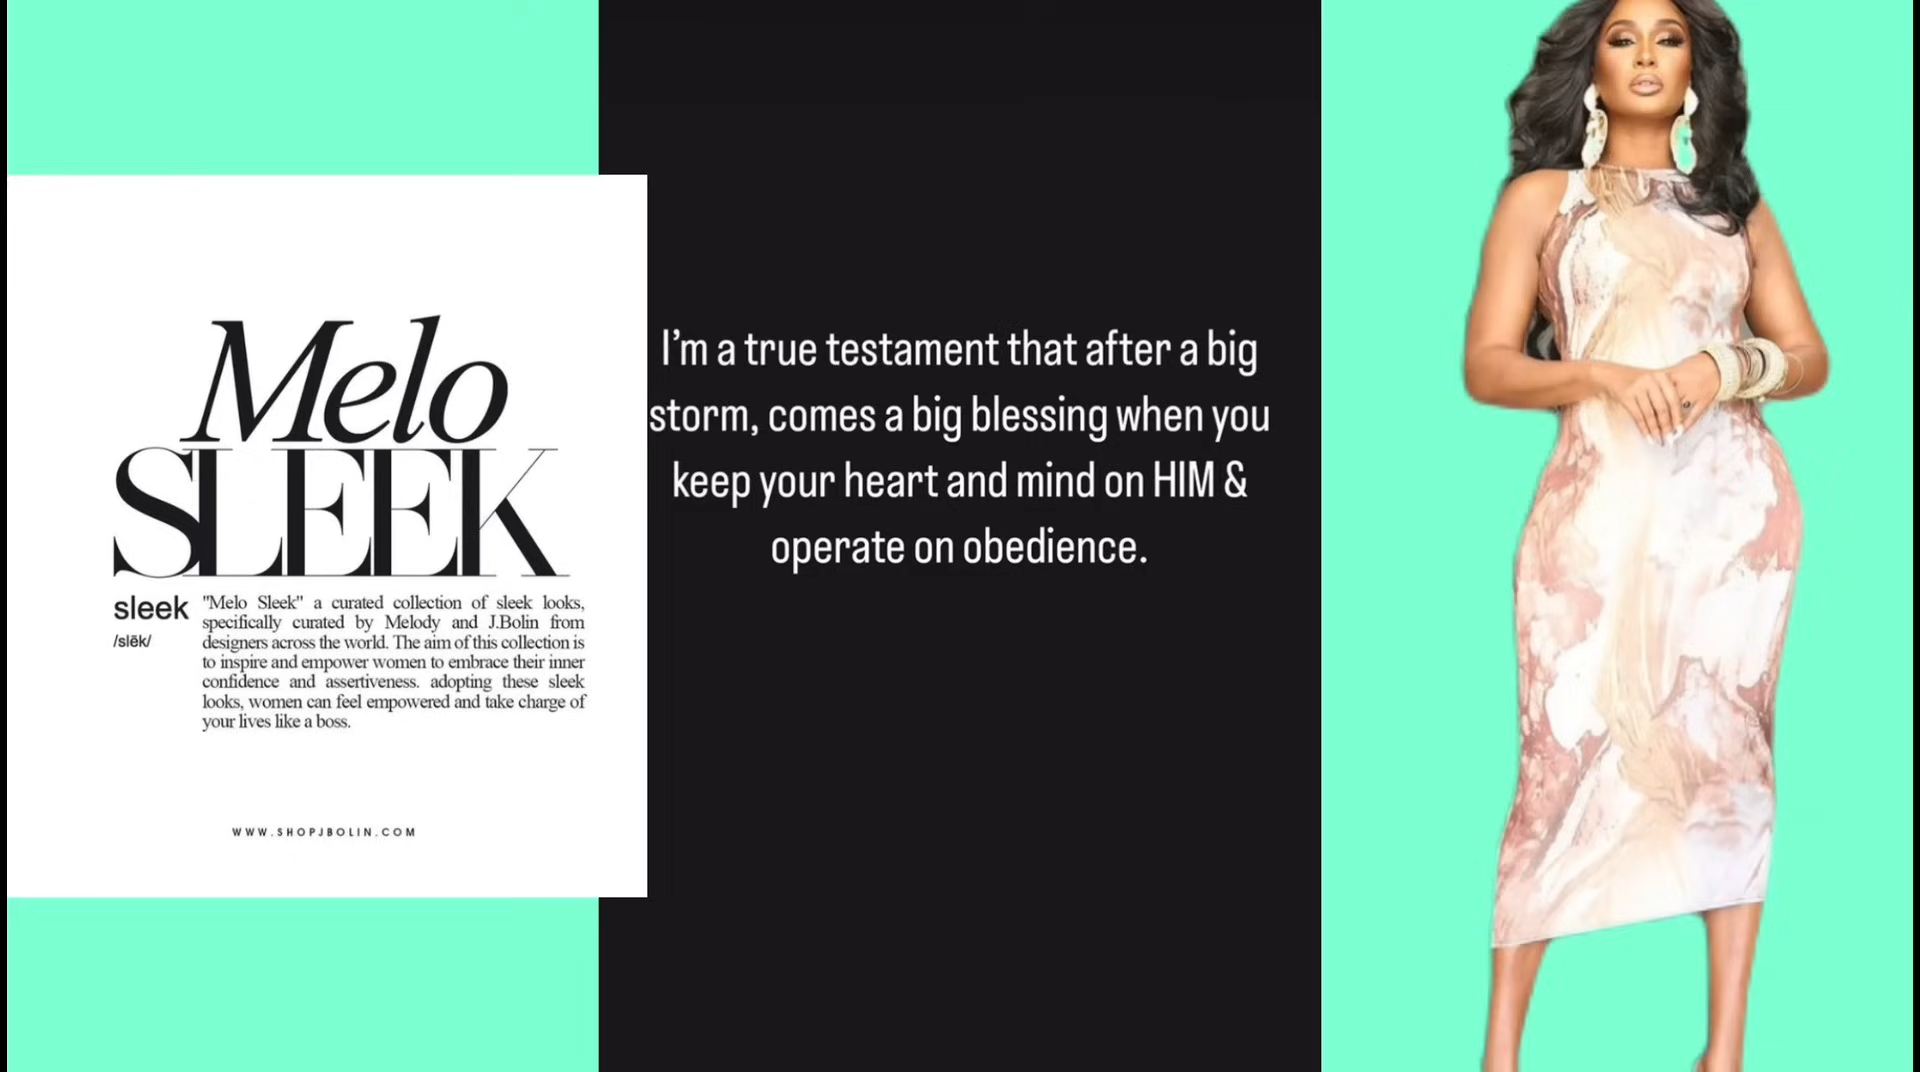 Melo
SLEEK
sleek
/slēk/
"Melo Sleek" a curated collection of sleek looks,
specifically curated by Melody and J.Bolin from
designers across the world. The aim of this collection is
to inspire and empower women to embrace their inner
confidence and assertiveness. adopting these sleek
looks, women can feel empowered and take charge of
your lives like a boss.
WWW.SHOPJBOLIN.COM
I'm a true testament that after a big
storm, comes a big blessing when you
keep your heart and mind on HIM &
operate on obedience.